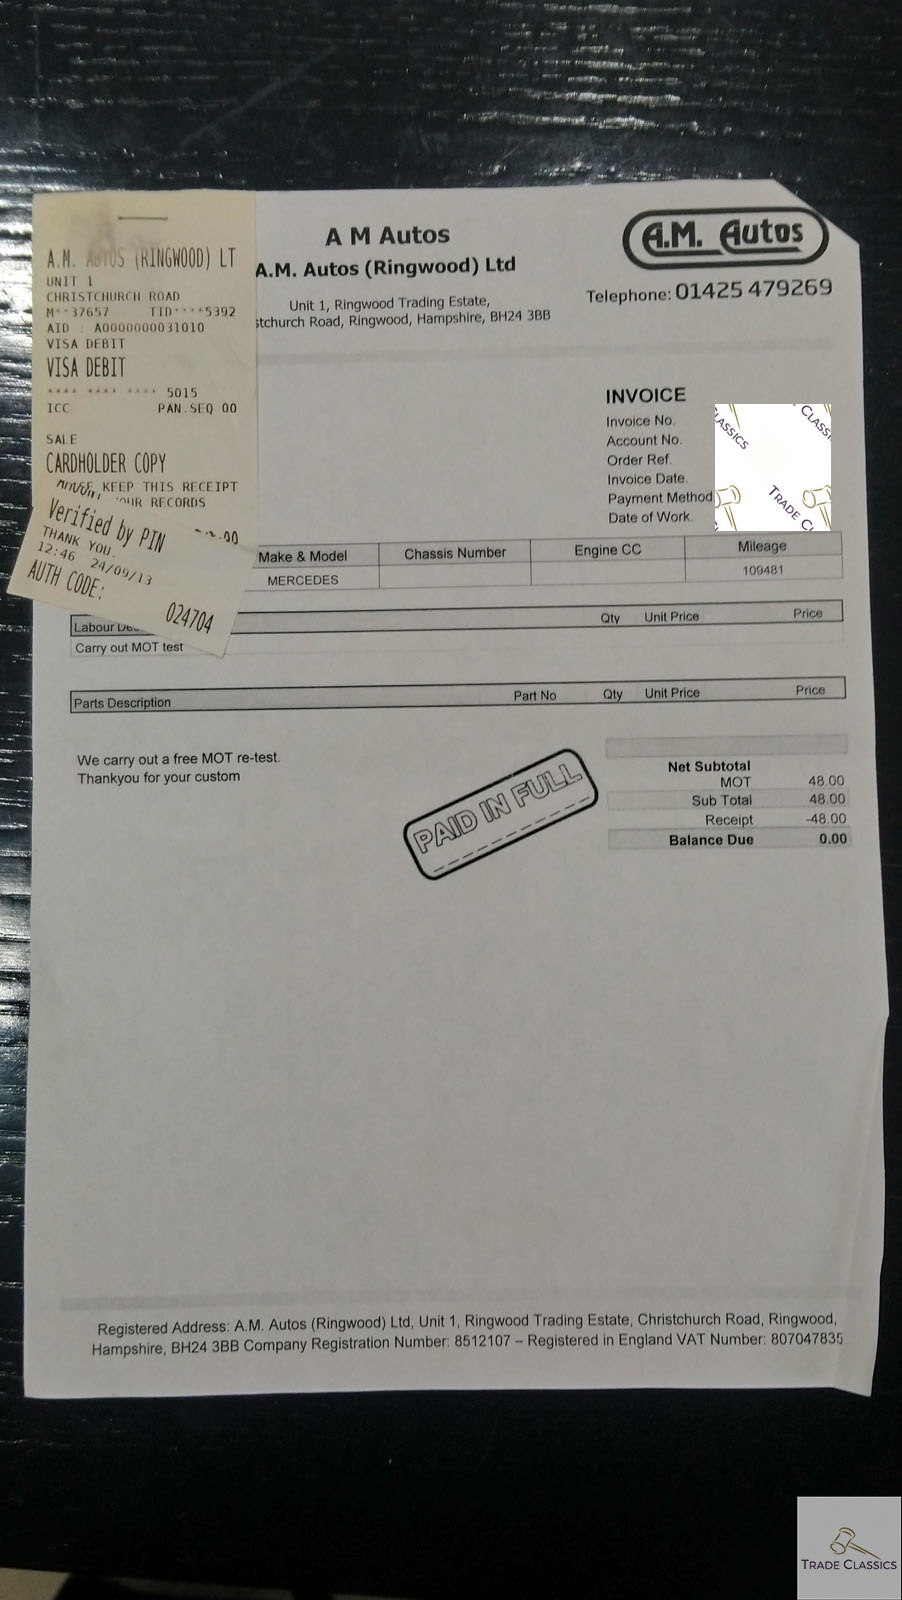 A.M. AUTOS (RINGWOOD) LT
UNIT 1
CHRISTCHURCH ROAD
M**37657 TID****5392
AID : A0000000031010
VISA DEBIT
VISA DEBIT
**** **** **** 5015
ICC PAN.SEQ 00
SALE
CARDHOLDER COPY
KEEP THIS RECEIPT
RECORDS
Verified by PIN
THANK YOU.
12:46 24/09/13
AUTH CODE:
024704
A M Autos
A.M. Autos (Ringwood) Ltd
Unit 1, Ringwood Trading Estate,
stchurch Road, Ringwood, Hampshire, BH24 3BB
A.M. Autos
Telephone: 01425 479269
INVOICE
Invoice No.
Account No.
Order Ref.
Invoice Date.
Payment Method
Date of Work.
CLASSICS
CLASSI
TRADE C
Make & Model Chassis Number Engine CC Mileage
MERCEDES 109481
Labour Qty Unit Price Price
Carry out MOT test
Parts Description Part No Qty Unit Price Price
We carry out a free MOT re-test.
Thankyou for your custom
PAID IN FULL
Net Subtotal
MOT 48.00
Sub Total 48.00
Receipt -48.00
Balance Due 0.00
Registered Address: A.M. Autos (Ringwood) Ltd, Unit 1, Ringwood Trading Estate, Christchurch Road, Ringwood,
Hampshire, BH24 3BB Company Registration Number: 8512107 – Registered in England VAT Number: 807047835
TRADE CLASSICS